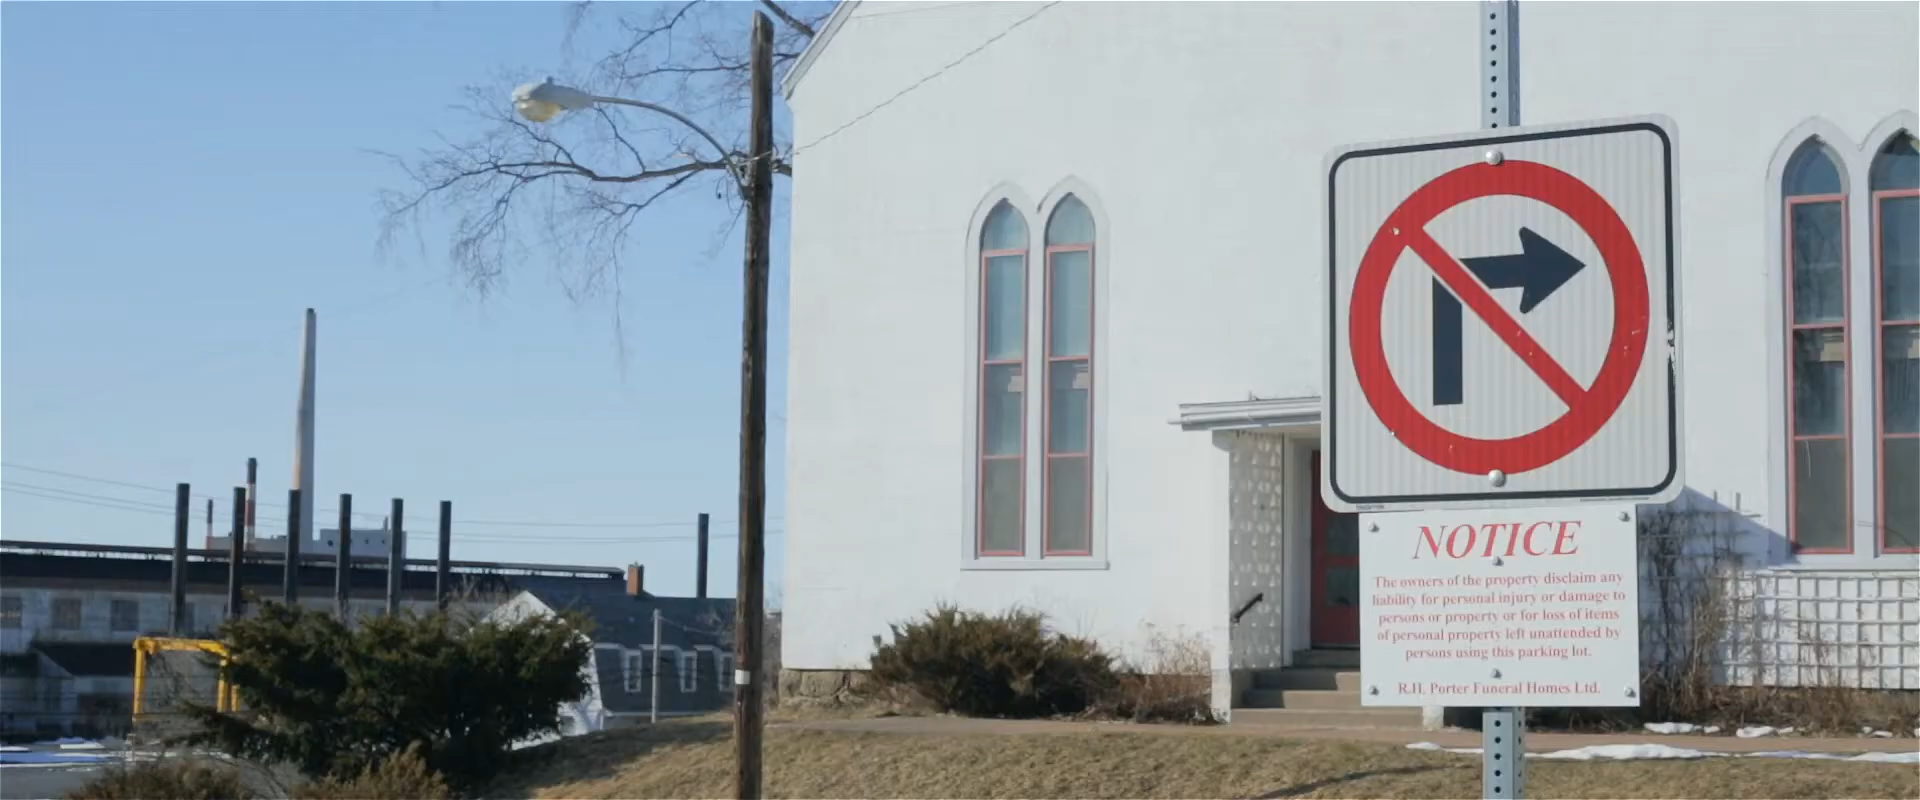 NOTICE
The owners of the property disclaim any
liability for personal injury or damage to
persons or property or for loss of items
of personal property left unattended by
persons using this parking lot.
R.H. Porter Funeral Homes Ltd.